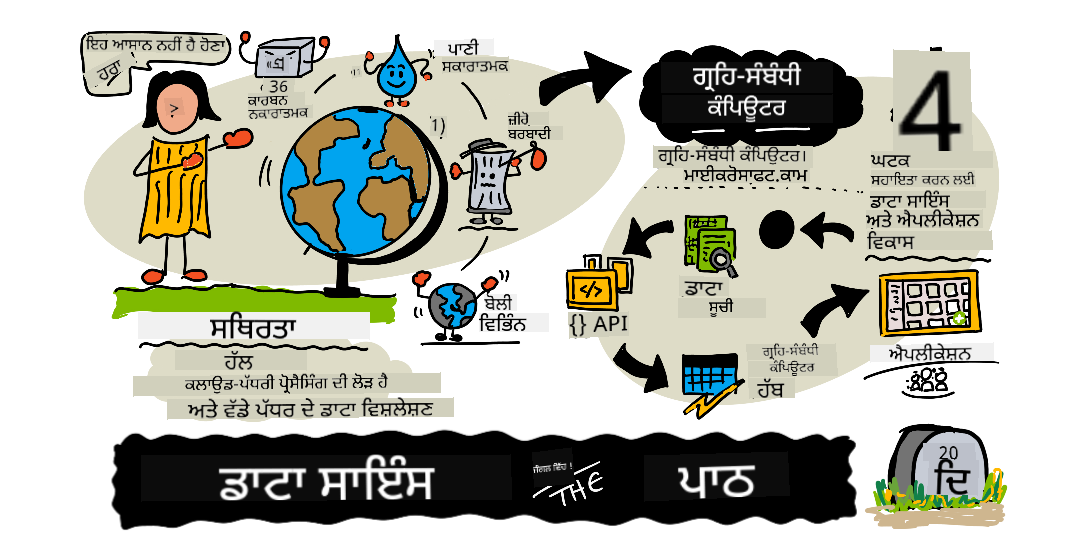 ਇਹ ਆਸਾਨ ਨਹੀਂ ਹੈ ਹੋਣਾ
ਹਰਾ
?
36
ਕਾਰਬਨ
ਨਕਾਰਾਤਮਕ
ਪਾਣੀ
ਸਕਾਰਾਤਮਕ
1)
ਜ਼ੀਰੋ
ਬਰਬਾਦੀ
ਬੋਲੀ
ਵਿਭਿੰਨ
ਸਥਿਰਤਾ
ਹੱਲ
ਕਲਾਉਡ-ਪੱਧਰੀ ਪ੍ਰੋਸੈਸਿੰਗ ਦੀ ਲੋੜ ਹੈ
ਅਤੇ ਵੱਡੇ ਪੱਧਰ ਦੇ ਡਾਟਾ ਵਿਸ਼ਲੇਸ਼ਣ
ਗ੍ਰਹਿ-ਸੰਬੰਧੀ
ਕੰਪਿਊਟਰ
ਗ੍ਰਹਿ-ਸੰਬੰਧੀ ਕੰਪਿਊਟਰ।
ਮਾਈਕਰੋਸਾਫਟ.ਕਾਮ
4
ਘਟਕ
ਸਹਾਇਤਾ ਕਰਨ ਲਈ
ਡਾਟਾ ਸਾਇੰਸ
ਅਤੇ ਐਪਲੀਕੇਸ਼ਨ
ਵਿਕਾਸ
ਡਾਟਾ
ਸੂਚੀ
</>
{} API
ਗ੍ਰਹਿ-ਸੰਬੰਧੀ
ਕੰਪਿਊਟਰ
ਹੱਬ
ਐਪਲੀਕੇਸ਼ਨ
ਡਾਟਾ ਸਾਇੰਸ
ਜੰਗਲ ਵਿੱਚ !
THE
ਪਾਠ
20
ਦਿ